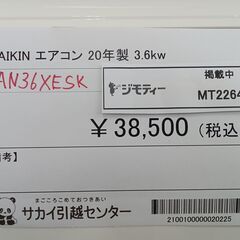 AIKIN エアコン 20年製 3.6kw
AN36XESK
掲載中
ジモティー
MT2264
¥38,500(税込
考】
まごころこめておつきあい
サカイ引越センター
2100100000020225